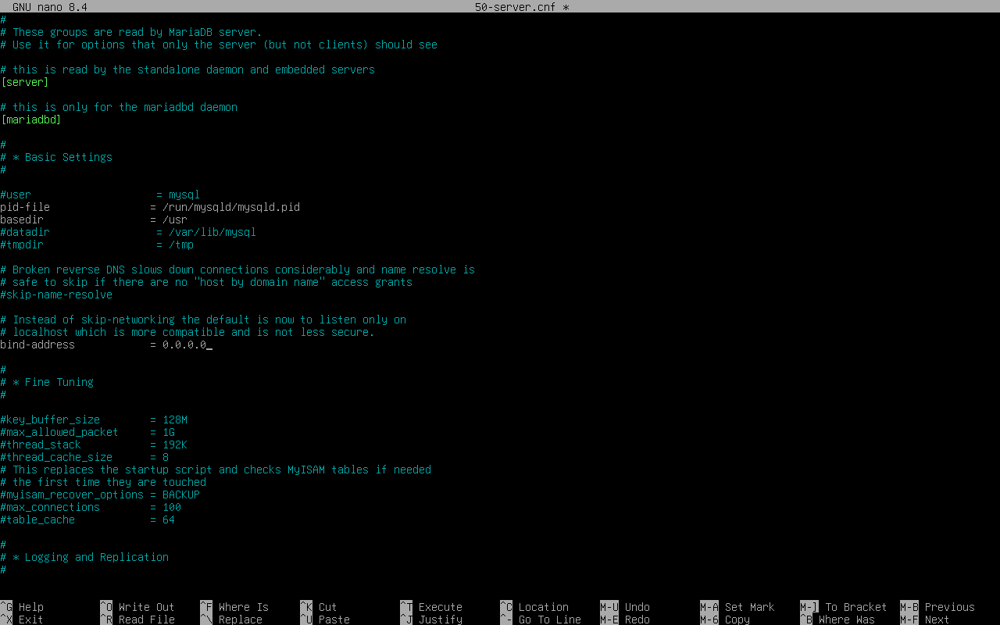 GNU nano 8.4 50-server.cnf *
#
# These groups are read by MariaDB server.
# Use it for options that only the server (but not clients) should see
# this is read by the standalone daemon and embedded servers
[server]
# this is only for the mariadbd daemon
[mariadbd]
#
# * Basic Settings
#
#user = mysql
pid-file = /run/mysqld/mysqld.pid
basedir = /usr
#datadir = /var/lib/mysql
#tmpdir = /tmp
# Broken reverse DNS slows down connections considerably and name resolve is
# safe to skip if there are no "host by domain name" access grants
#skip-name-resolve
# Instead of skip-networking the default is now to listen only on
# localhost which is more compatible and is not less secure.
bind-address = 0.0.0.0
#
# * Fine Tuning
#
#key_buffer_size = 128M
#max_allowed_packet = 1G
#thread_stack = 192K
#thread_cache_size = 8
# This replaces the startup script and checks MyISAM tables if needed
# the first time they are touched
#myisam_recover_options = BACKUP
#max_connections = 100
#table_cache = 64
#
# * Logging and Replication
#
^G Help ^O Write Out ^F Where Is ^K Cut ^T Execute ^C Location M-U Undo M-A Set Mark M-] To Bracket M-B Previous
^X Exit ^R Read File ^\ Replace ^U Paste ^J Justify ^- Go To Line M-E Redo M-6 Copy ^B Where Was M-F Next